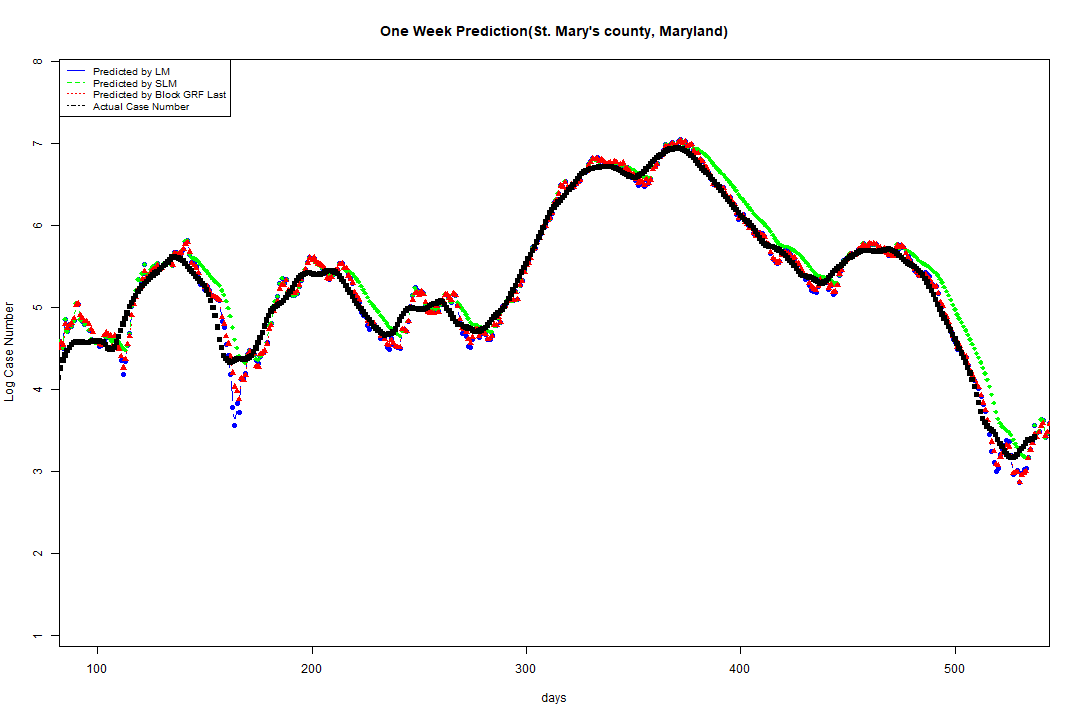 One Week Prediction(St. Mary's county, Maryland)
Predicted by LM
Predicted by SLM
Predicted by Block GRF Last
Actual Case Number
8
7
6
5
4
3
2
1
Log Case Number
100 200 300 400 500
days